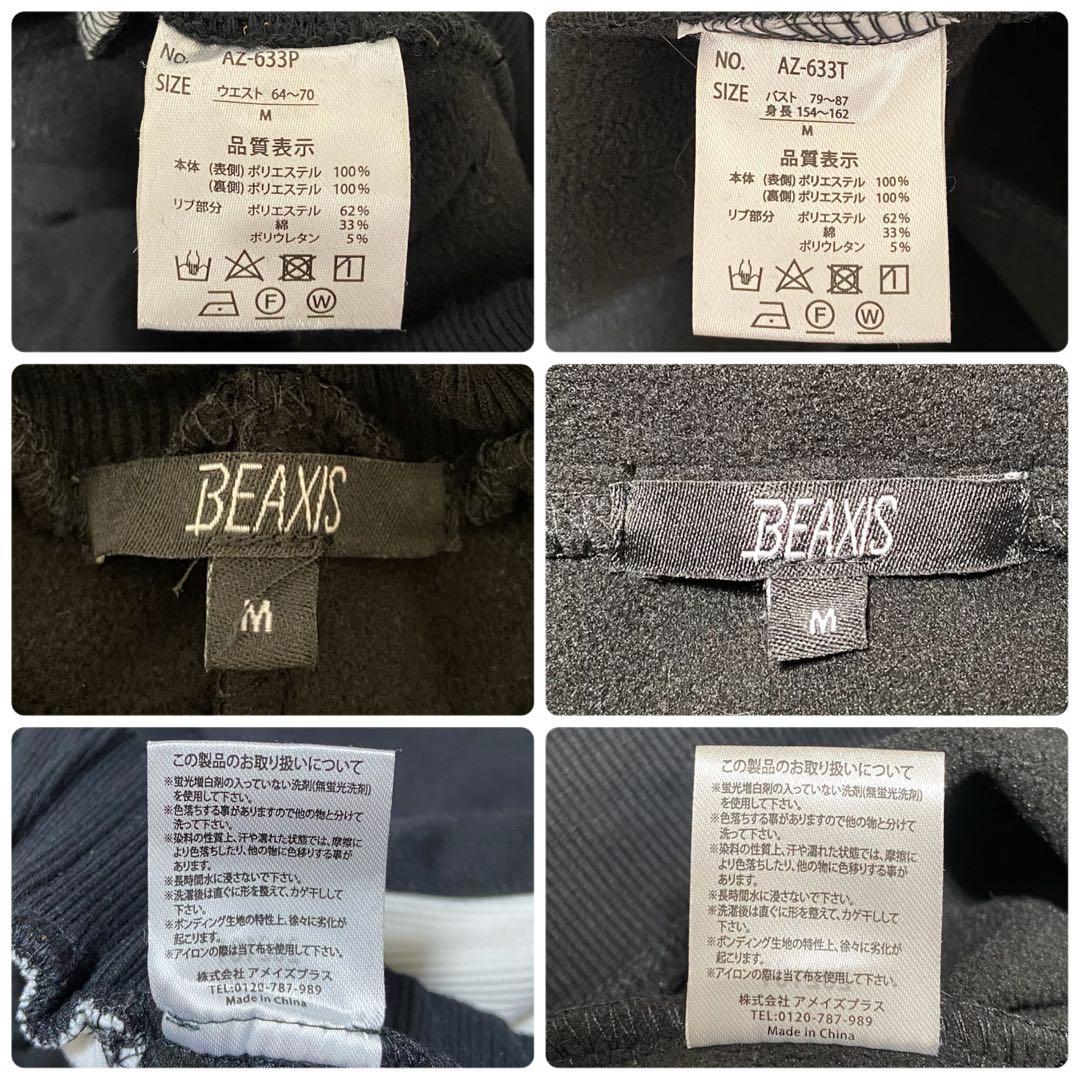 No. AZ-633P
SIZE ウエスト 64～70
M
品質表示
本体 (表側) ポリエステル 100%
(裏側) ポリエステル 100%
リブ部分 ポリエステル 62%
綿 33%
ポリウレタン 5%
1
F W
NO. AZ-633T
SIZE バスト 79～87
身長 154～162
M
品質表示
本体 (表側) ポリエステル 100%
(裏側) ポリエステル 100%
リブ部分 ポリエステル 62%
綿 33%
ポリウレタン 5%
1
F W
BEAXIS
M
BEAXIS
M
この製品のお取り扱いについて
※蛍光増白剤の入っていない洗剤(無蛍光洗剤)
を使用して下さい。
※色落ちする事がありますので他の物と分けて
洗って下さい。
※染料の性質上、汗や濡れた状態では、摩擦に
より色落ちしたり、他の物に色移りする事が
あります。
※長時間水に浸さないで下さい。
※洗濯後は直ぐに形を整えて、カゲ干しして
下さい。
※ボンディング生地の特性上、徐々に劣化が
起こります。
※アイロンの際は当て布を使用して下さい。
株式会社 アメイズプラス
TEL:0120-787-989
Made in China
この製品のお取り扱いについて
※蛍光増白剤の入っていない洗剤(無蛍光洗剤)
を使用して下さい。
※色落ちする事がありますので他の物と分けて
洗って下さい。
※染料の性質上、汗や濡れた状態では、摩擦に
より色落ちしたり、他の物に色移りする事が
あります。
※長時間水に浸さないで下さい。
※洗濯後は直ぐに形を整えて、カゲ干しして
下さい。
※ボンディング生地の特性上、徐々に劣化が
起こります。
※アイロンの際は当て布を使用して下さい。
株式会社 アメイズプラス
TEL:0120-787-989
Made in China